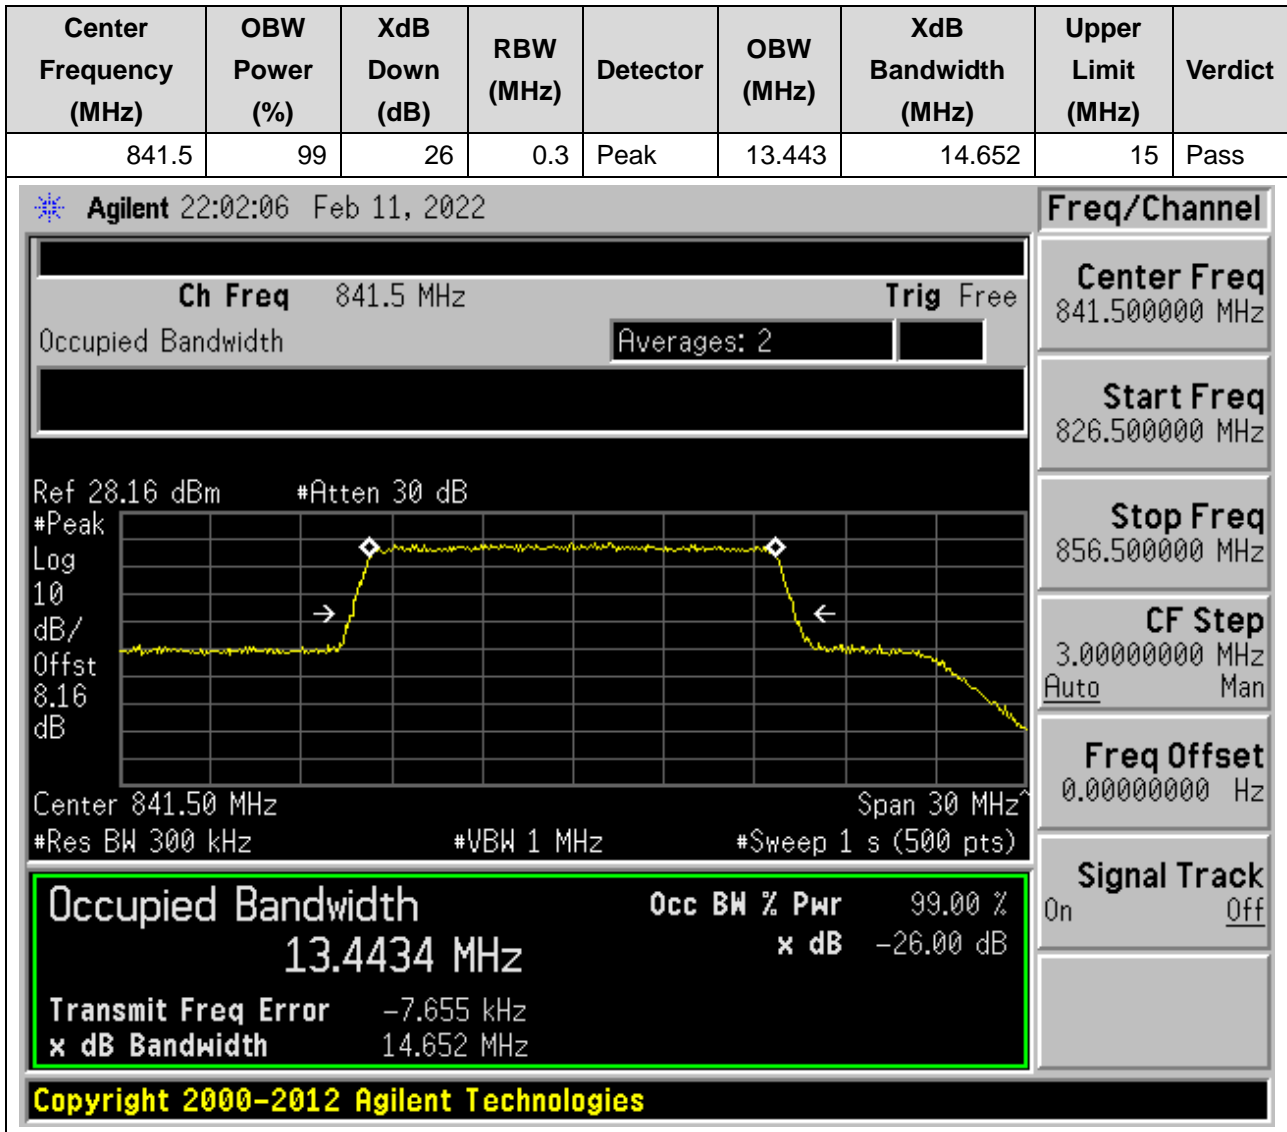 Center Frequency (MHz) OBW Power (%) XdB Down (dB) RBW (MHz) Detector OBW (MHz) XdB Bandwidth (MHz) Upper Limit (MHz) Verdict
841.5 99 26 0.3 Peak 13.443 14.652 15 Pass
Agilent 22:02:06 Feb 11, 2022
Ch Freq 841.5 MHz Trig Free
Occupied Bandwidth Averages: 2
Ref 28.16 dBm #Atten 30 dB
#Peak
Log
10
dB/
Offst
8.16
dB
Center 841.50 MHz Span 30 MHz^
#Res BW 300 kHz #VBW 1 MHz #Sweep 1 s (500 pts)
Occupied Bandwidth Occ BW % Pwr 99.00 %
13.4434 MHz x dB -26.00 dB
Transmit Freq Error -7.655 kHz
x dB Bandwidth 14.652 MHz
Freq/Channel
Center Freq
841.500000 MHz
Start Freq
826.500000 MHz
Stop Freq
856.500000 MHz
CF Step
3.00000000 MHz
Auto Man
Freq Offset
0.00000000 Hz
Signal Track
On Off
Copyright 2000-2012 Agilent Technologies